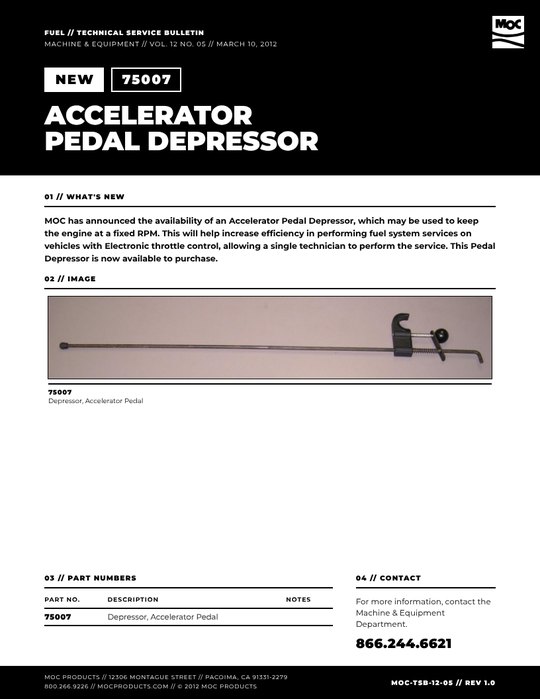 FUEL // TECHNICAL SERVICE BULLETIN
MACHINE & EQUIPMENT // VOL. 12 NO. 05 // MARCH 10, 2012
MOC
NEW 75007
ACCELERATOR
PEDAL DEPRESSOR
01 // WHAT'S NEW
MOC has announced the availability of an Accelerator Pedal Depressor, which may be used to keep
the engine at a fixed RPM. This will help increase efficiency in performing fuel system services on
vehicles with Electronic throttle control, allowing a single technician to perform the service. This Pedal
Depressor is now available to purchase.
02 // IMAGE
75007
Depressor, Accelerator Pedal
03 // PART NUMBERS
PART NO. DESCRIPTION NOTES
75007 Depressor, Accelerator Pedal
04 // CONTACT
For more information, contact the
Machine & Equipment
Department.
866.244.6621
MOC PRODUCTS // 12306 MONTAGUE STREET // PACOIMA, CA 91331-2279
800.266.9226 // MOCPRODUCTS.COM // © 2012 MOC PRODUCTS
MOC-TSB-12-05 // REV 1.0